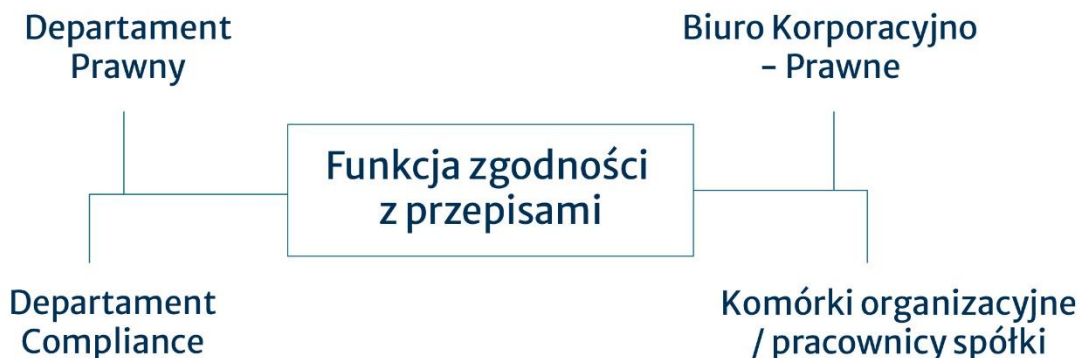 Departament
Prawny
Biuro Korporacyjno
– Prawne
Funkcja zgodności
z przepisami
Departament
Compliance
Komórki organizacyjne
/ pracownicy spółki